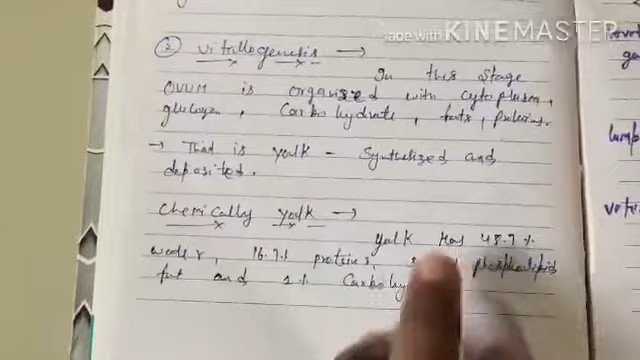 made with KINEMASTER
② vitellogenesis →
In this stage
ovum is organised with cytoplasm,
glucogen, Carbohydrate, fats, proteins.
→ That is yolk - Synthesized and
deposited.
Chemically yolk →
yolk has 48.7 %
water, 16.7% proteins, phospholipids
fat and 1% Carbohy